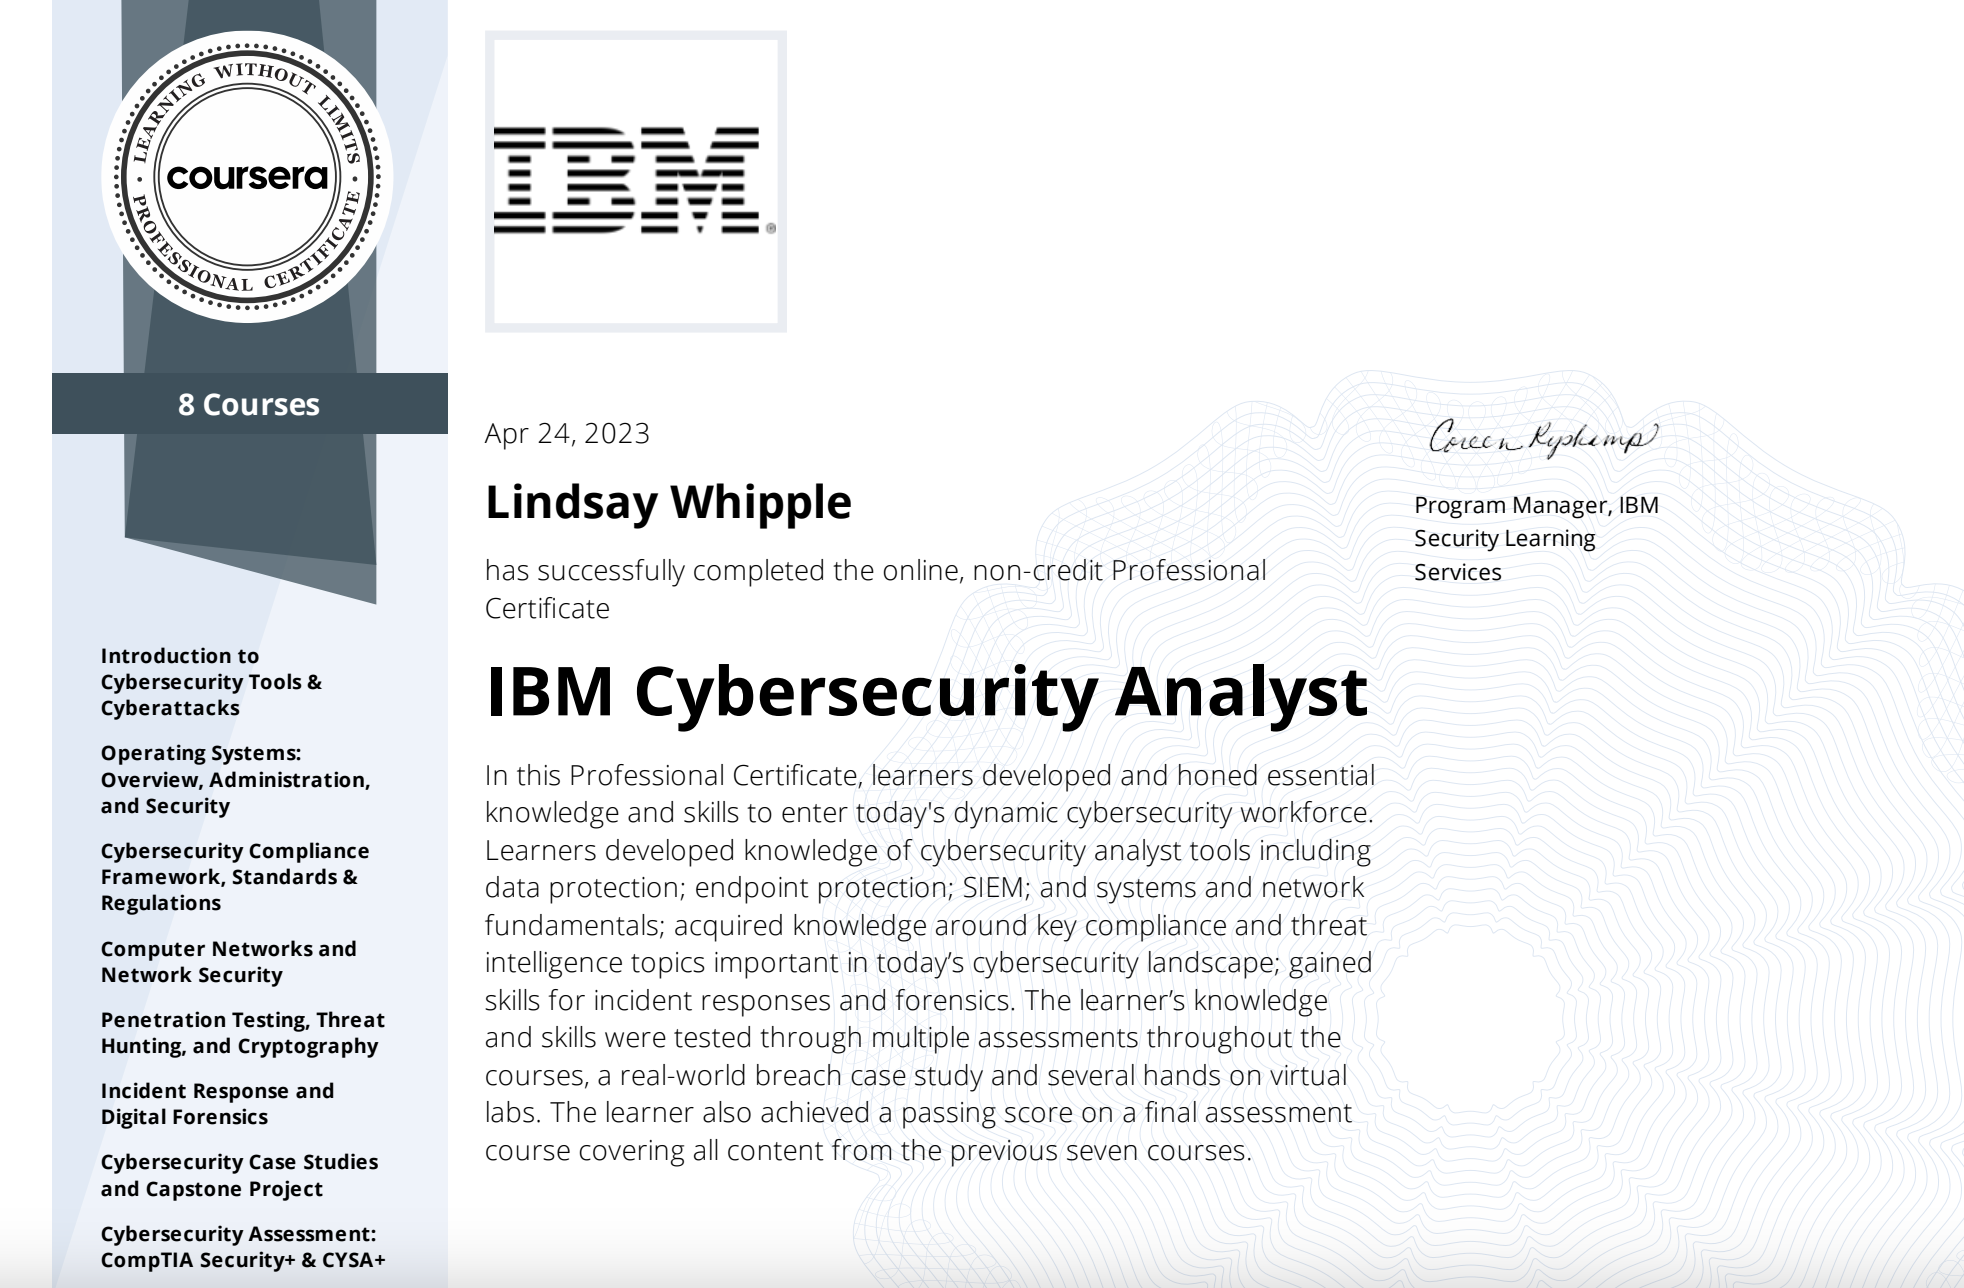 LEARNING WITHOUT LIMITS
coursera
PROFESSIONAL CERTIFICATE
8 Courses
Introduction to
Cybersecurity Tools &
Cyberattacks
Operating Systems:
Overview, Administration,
and Security
Cybersecurity Compliance
Framework, Standards &
Regulations
Computer Networks and
Network Security
Penetration Testing, Threat
Hunting, and Cryptography
Incident Response and
Digital Forensics
Cybersecurity Case Studies
and Capstone Project
Cybersecurity Assessment:
CompTIA Security+ & CYSA+
IBM®
Apr 24, 2023
Lindsay Whipple
has successfully completed the online, non-credit Professional
Certificate
IBM Cybersecurity Analyst
In this Professional Certificate, learners developed and honed essential
knowledge and skills to enter today's dynamic cybersecurity workforce.
Learners developed knowledge of cybersecurity analyst tools including
data protection; endpoint protection; SIEM; and systems and network
fundamentals; acquired knowledge around key compliance and threat
intelligence topics important in today’s cybersecurity landscape; gained
skills for incident responses and forensics. The learner’s knowledge
and skills were tested through multiple assessments throughout the
courses, a real-world breach case study and several hands on virtual
labs. The learner also achieved a passing score on a final assessment
course covering all content from the previous seven courses.
Coreen Ryskamp
Program Manager, IBM
Security Learning
Services